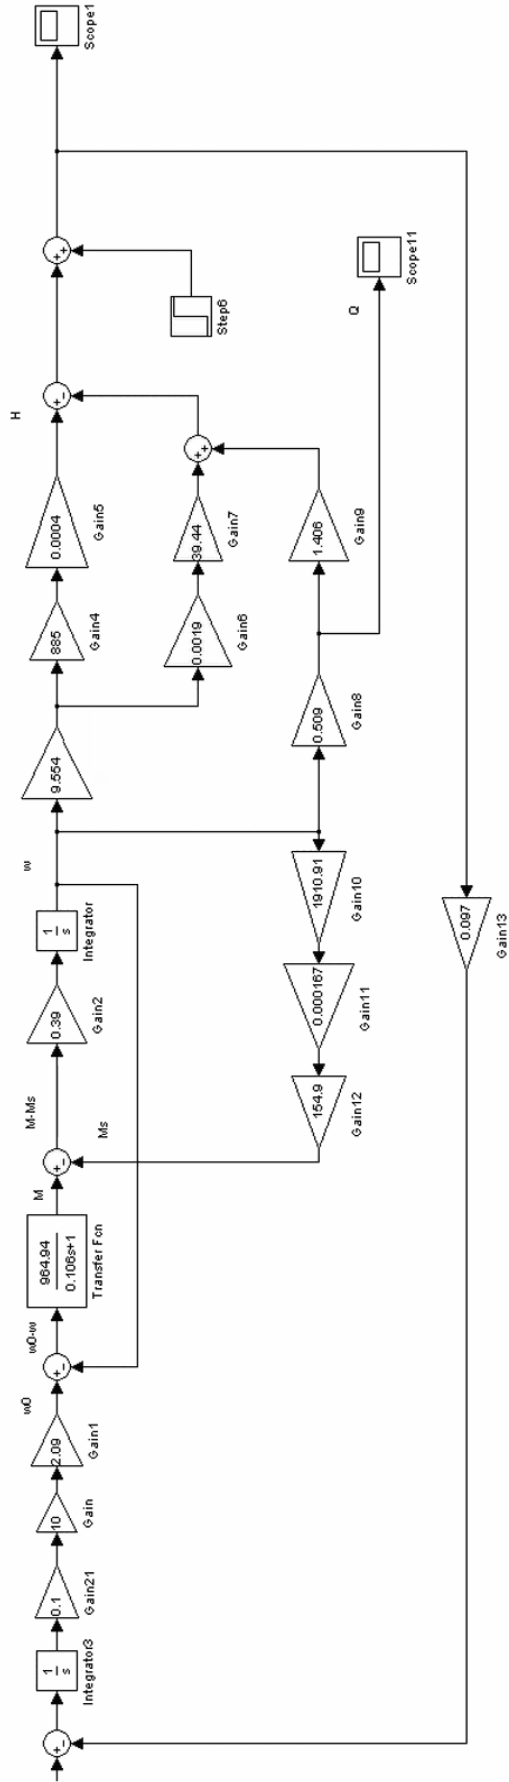 1
s
Integrator3
0.1
Gain21
10
Gain
2.09
Gain1
w0
w0-w
964.94
0.106s+1
Transfer Fcn
M
M-Ms
Ms
0.39
Gain2
1
s
Integrator
w
9.554
885
Gain4
0.0004
Gain5
H
Scope1
0.0019
Gain6
39.44
Gain7
Step6
0.509
Gain8
1.406
Gain9
Q
Scope11
1910.91
Gain10
0.000167
Gain11
154.9
Gain12
0.097
Gain13